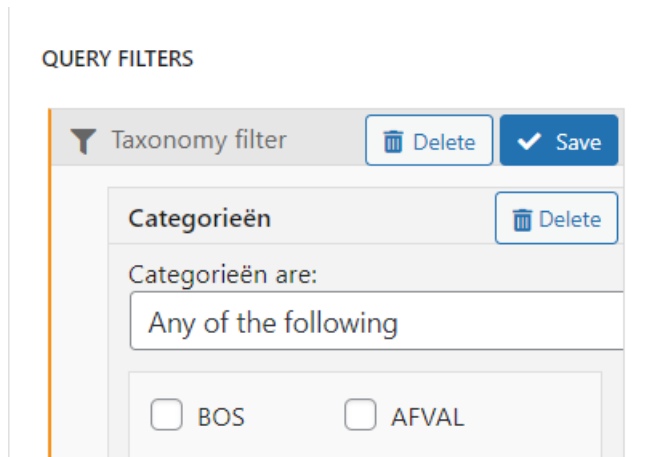 QUERY FILTERS
Taxonomy filter Delete Save
Categorieën Delete
Categorieën are:
Any of the following
BOS AFVAL